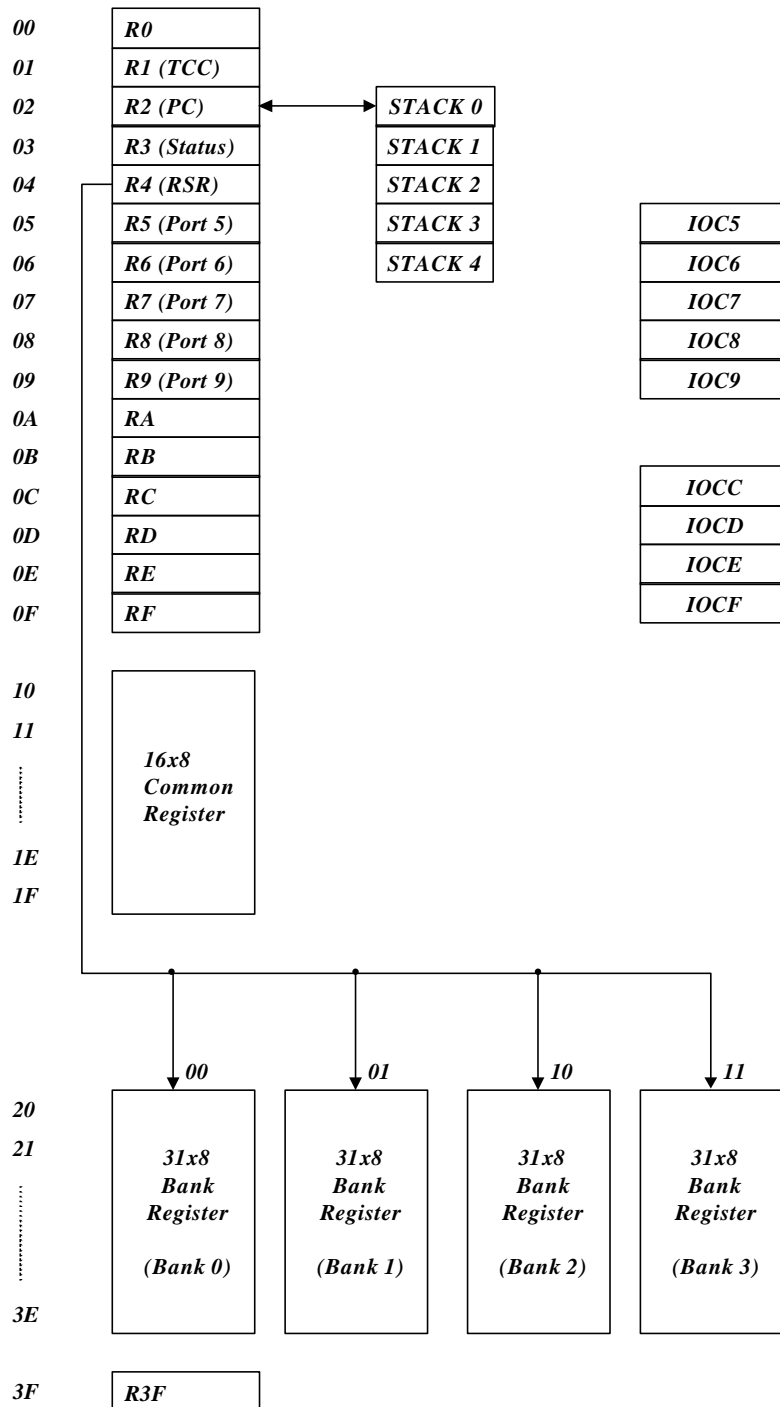 00 R0
01 R1 (TCC)
02 R2 (PC) STACK 0
03 R3 (Status) STACK 1
04 R4 (RSR) STACK 2
05 R5 (Port 5) STACK 3 IOC5
06 R6 (Port 6) STACK 4 IOC6
07 R7 (Port 7) IOC7
08 R8 (Port 8) IOC8
09 R9 (Port 9) IOC9
0A RA
0B RB
0C RC IOCC
0D RD IOCD
0E RE IOCE
0F RF IOCF
10
11
16x8
Common
Register
1E
1F
00 01 10 11
20
21
31x8 31x8 31x8 31x8
Bank Bank Bank Bank
Register Register Register Register
(Bank 0) (Bank 1) (Bank 2) (Bank 3)
3E
3F R3F